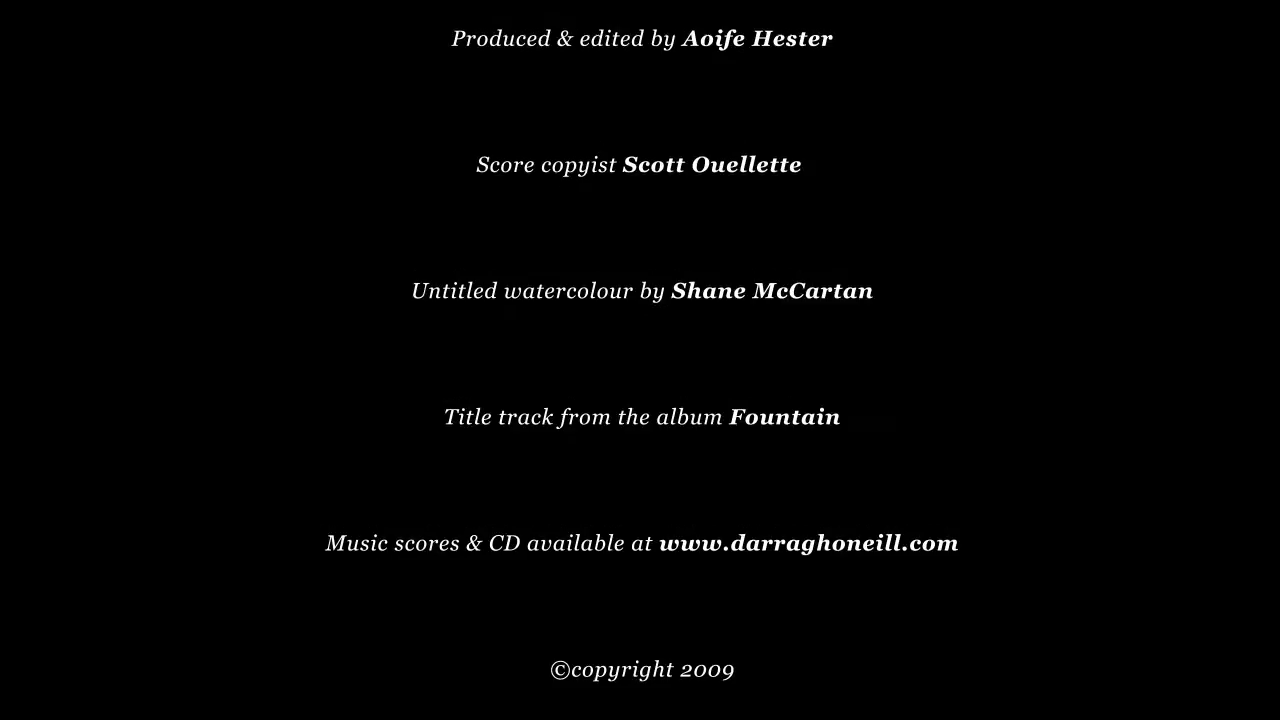 Produced & edited by Aoife Hester
Score copyist Scott Ouellette
Untitled watercolour by Shane McCartan
Title track from the album Fountain
Music scores & CD available at www.darraghoneill.com
©copyright 2009